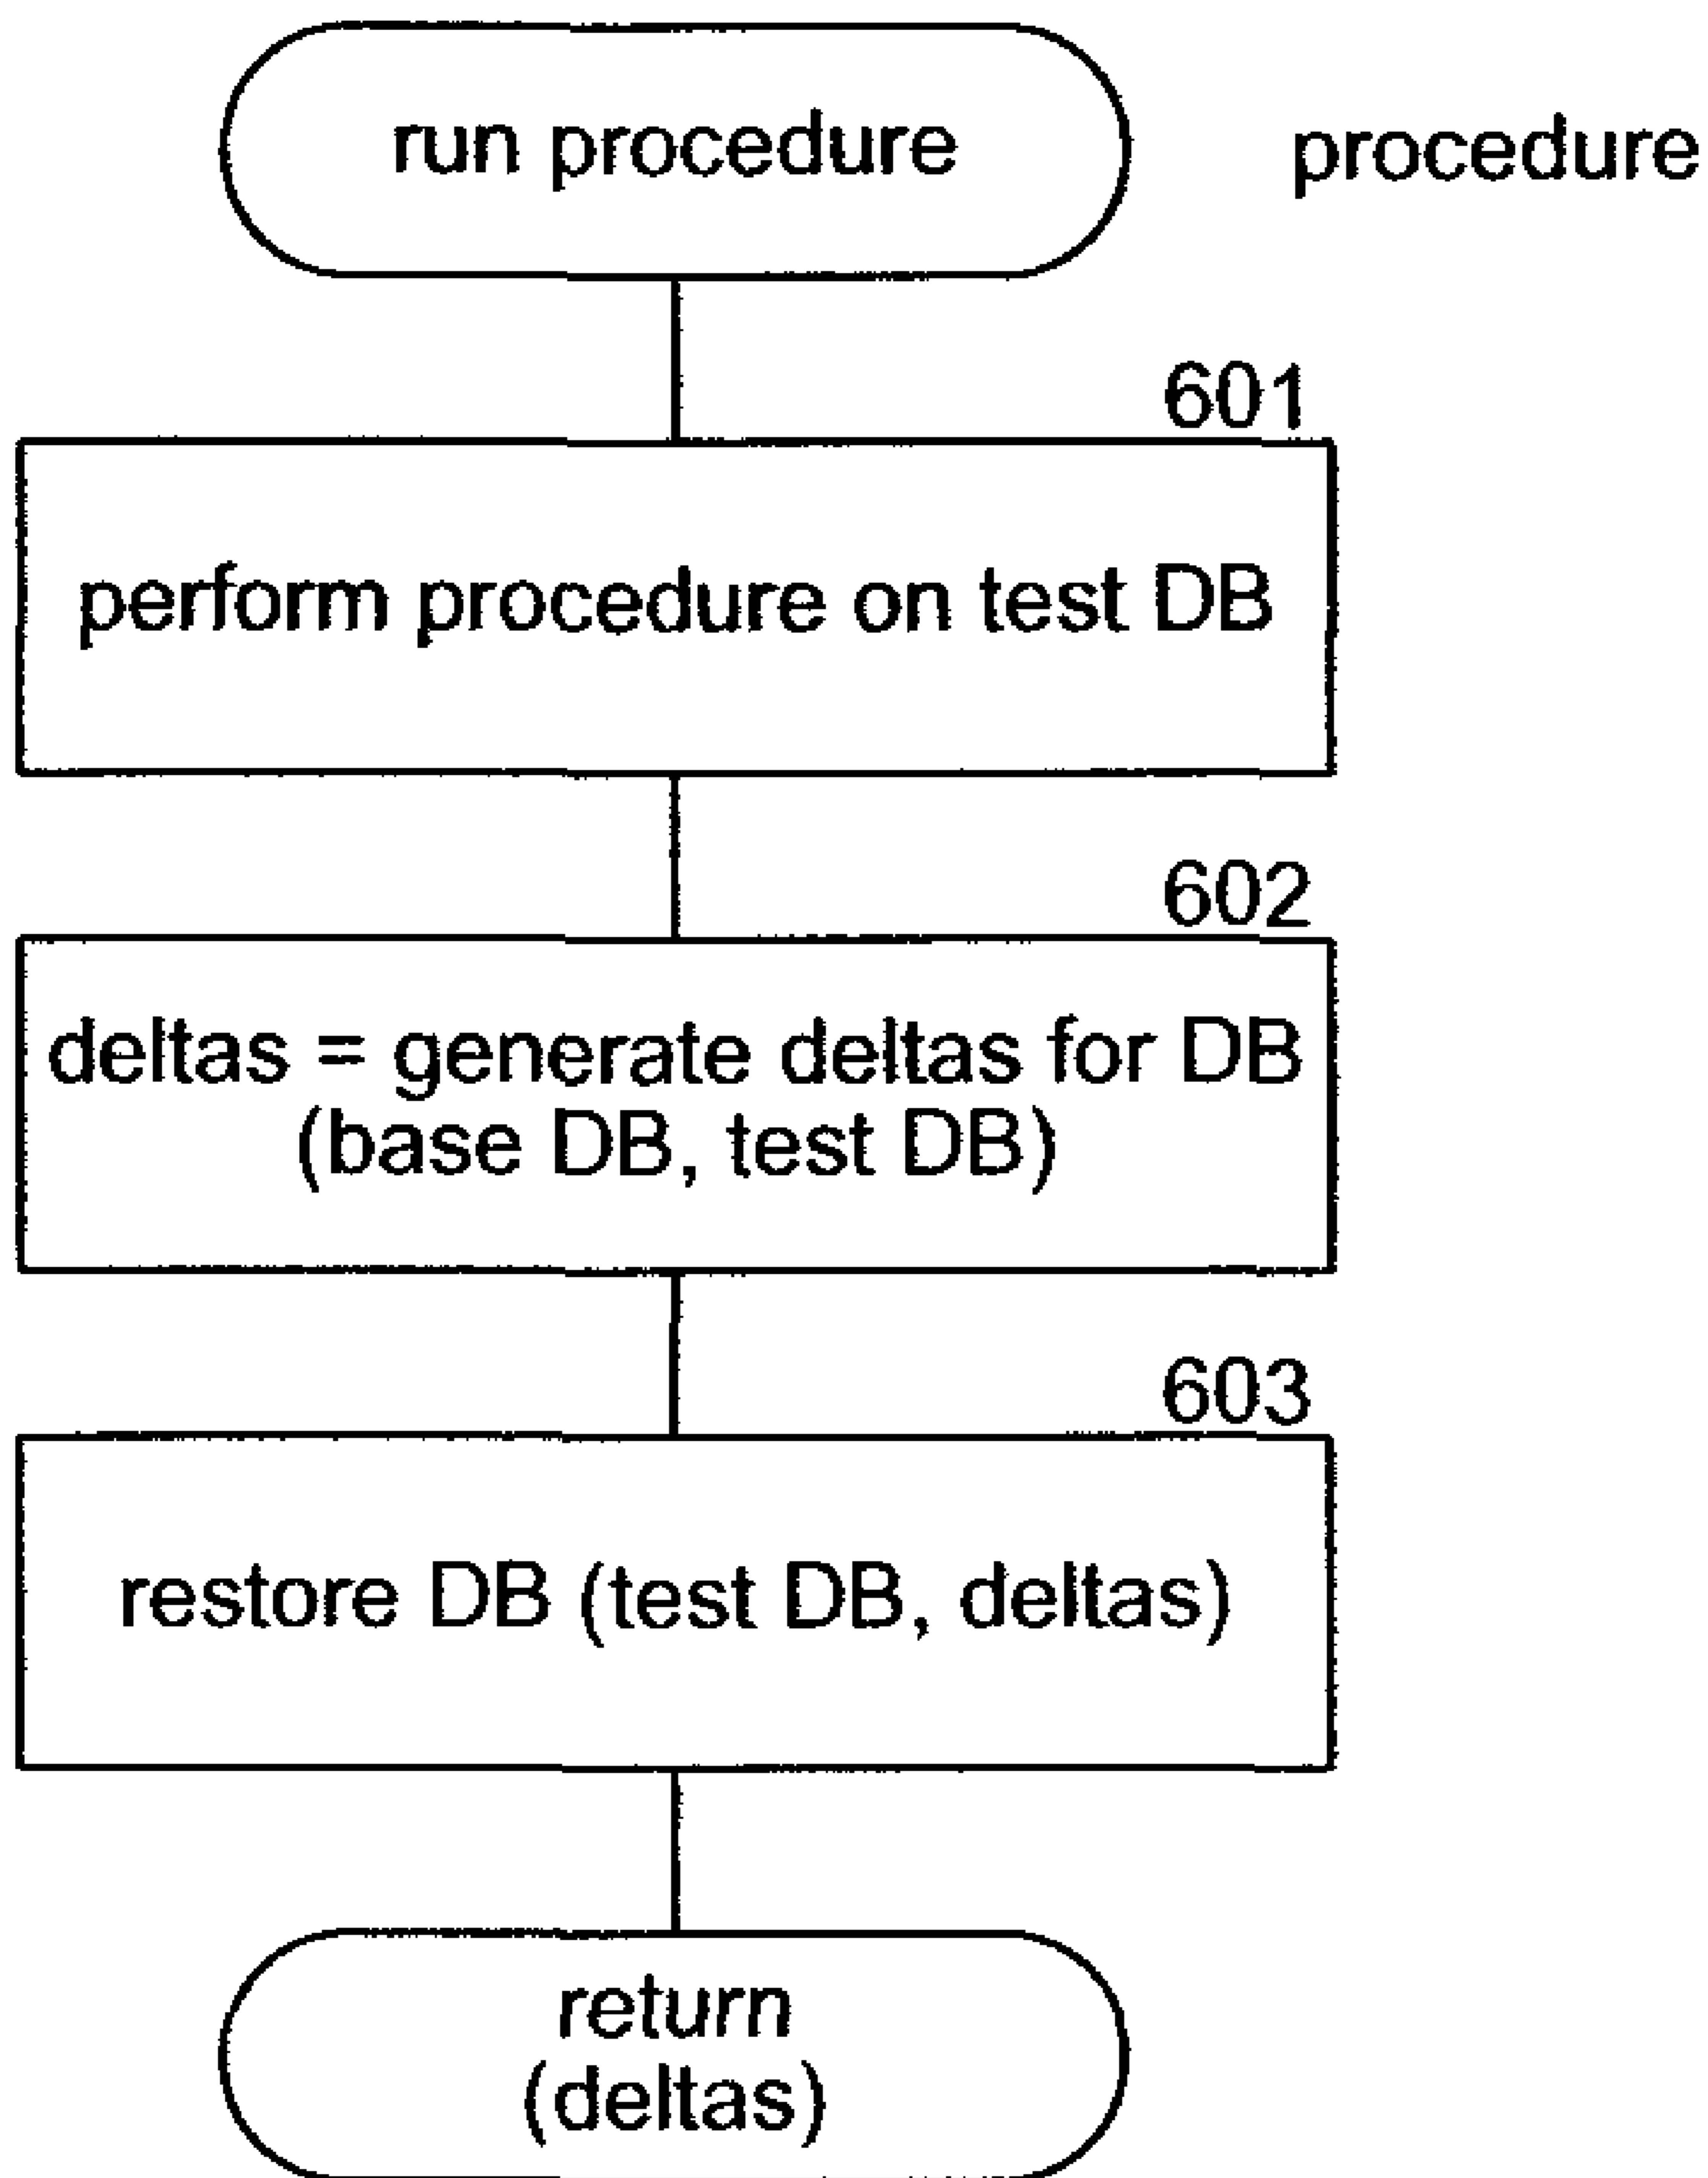 run procedure
procedure
601
perform procedure on test DB
602
deltas = generate deltas for DB
(base DB, test DB)
603
restore DB (test DB, deltas)
return
(deltas)